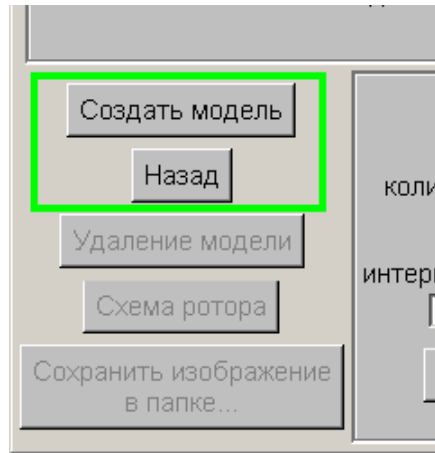 Создать модель
Назад
Удаление модели
Схема ротора
Сохранить изображение
в папке...